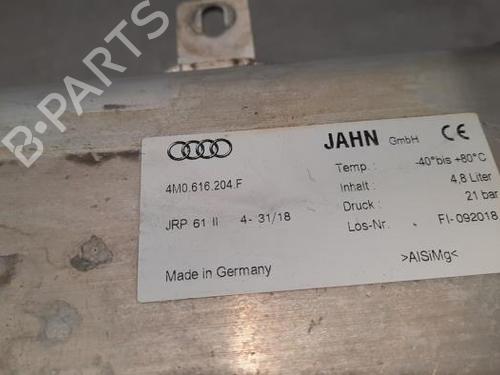 B-PARTS
JAHN GmbH CE
4M0.616.204.F
Temp.: -40°bis +80°C
Inhalt : 4,8 Liter
JRP 61 II 4- 31/18
Druck : 21 bar
Los-Nr. FI-092018
Made in Germany
>AlSiMg<